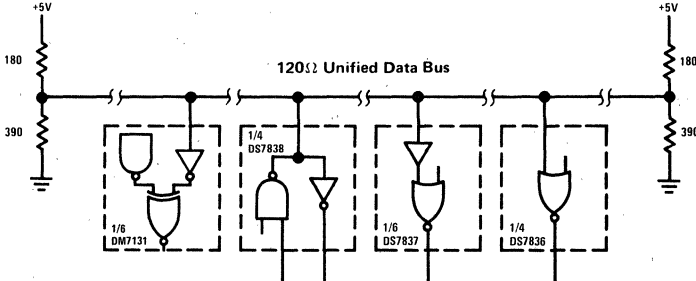 +5V
+5V
180
120Ω Unified Data Bus
180
390
390
1/4
DS7838
1/6
DM7131
1/6
DS7837
1/4
DS7836